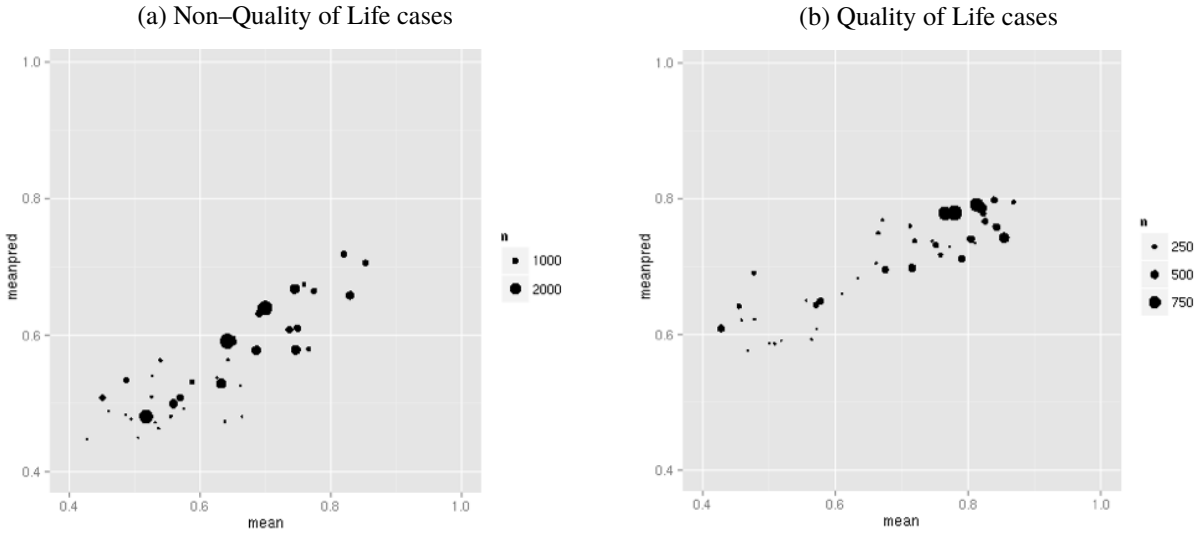 (a) Non–Quality of Life cases
1.0
0.8
0.6
0.4
meanpred
0.4 0.6 0.8 1.0
mean
n
1000
2000
(b) Quality of Life cases
1.0
0.8
0.6
0.4
meanpred
0.4 0.6 0.8 1.0
mean
n
250
500
750